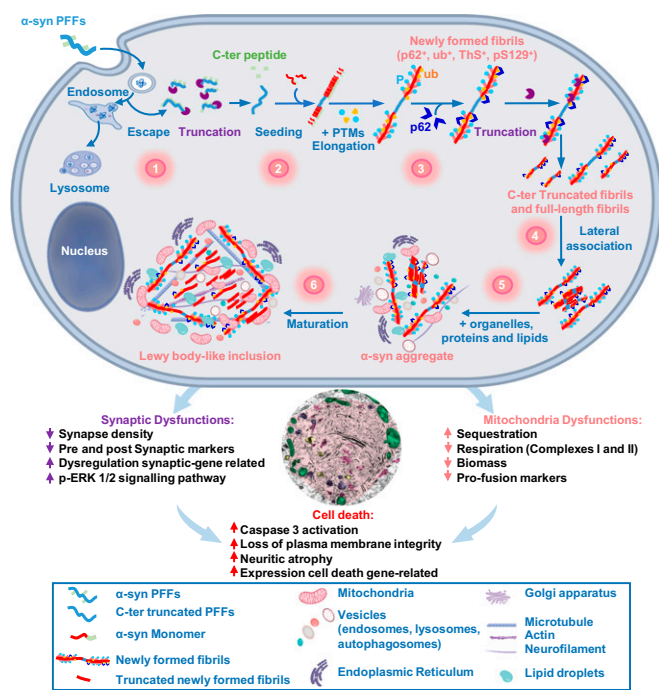 α-syn PFFs
C-ter peptide
Newly formed fibrils
(p62⁺, ub⁺, ThS⁺, pS129⁺)
Endosome
P
ub
p62
Escape
Truncation
Seeding
+ PTMs
Elongation
Truncation
Lysosome
1
2
3
C-ter Truncated fibrils
and full-length fibrils
Nucleus
4
Lateral
association
6
5
Maturation
+ organelles,
proteins and lipids
Lewy body-like inclusion
α-syn aggregate
Synaptic Dysfunctions:
Synapse density
Pre and post Synaptic markers
Dysregulation synaptic-gene related
p-ERK 1/2 signalling pathway
Mitochondria Dysfunctions:
Sequestration
Respiration (Complexes I and II)
Biomass
Pro-fusion markers
Cell death:
Caspase 3 activation
Loss of plasma membrane integrity
Neuritic atrophy
Expression cell death gene-related
α-syn PFFs
C-ter truncated PFFs
α-syn Monomer
Newly formed fibrils
Truncated newly formed fibrils
Mitochondria
Vesicles
(endosomes, lysosomes,
autophagosomes)
Endoplasmic Reticulum
Golgi apparatus
Microtubule
Actin
Neurofilament
Lipid droplets